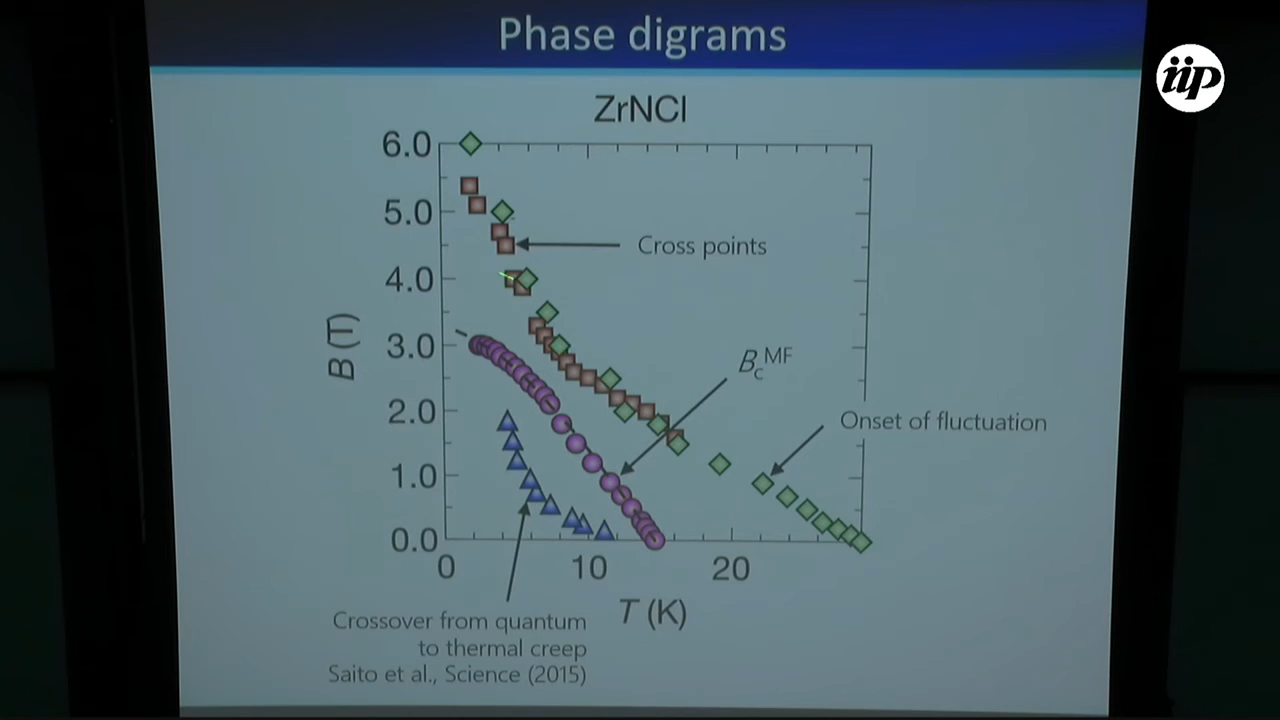 Phase digrams
iip
ZrNCl
6.0
5.0
4.0
3.0
2.0
1.0
0.0
B (T)
0
10
20
T (K)
Cross points
B_c^MF
Onset of fluctuation
Crossover from quantum
to thermal creep
Saito et al., Science (2015)